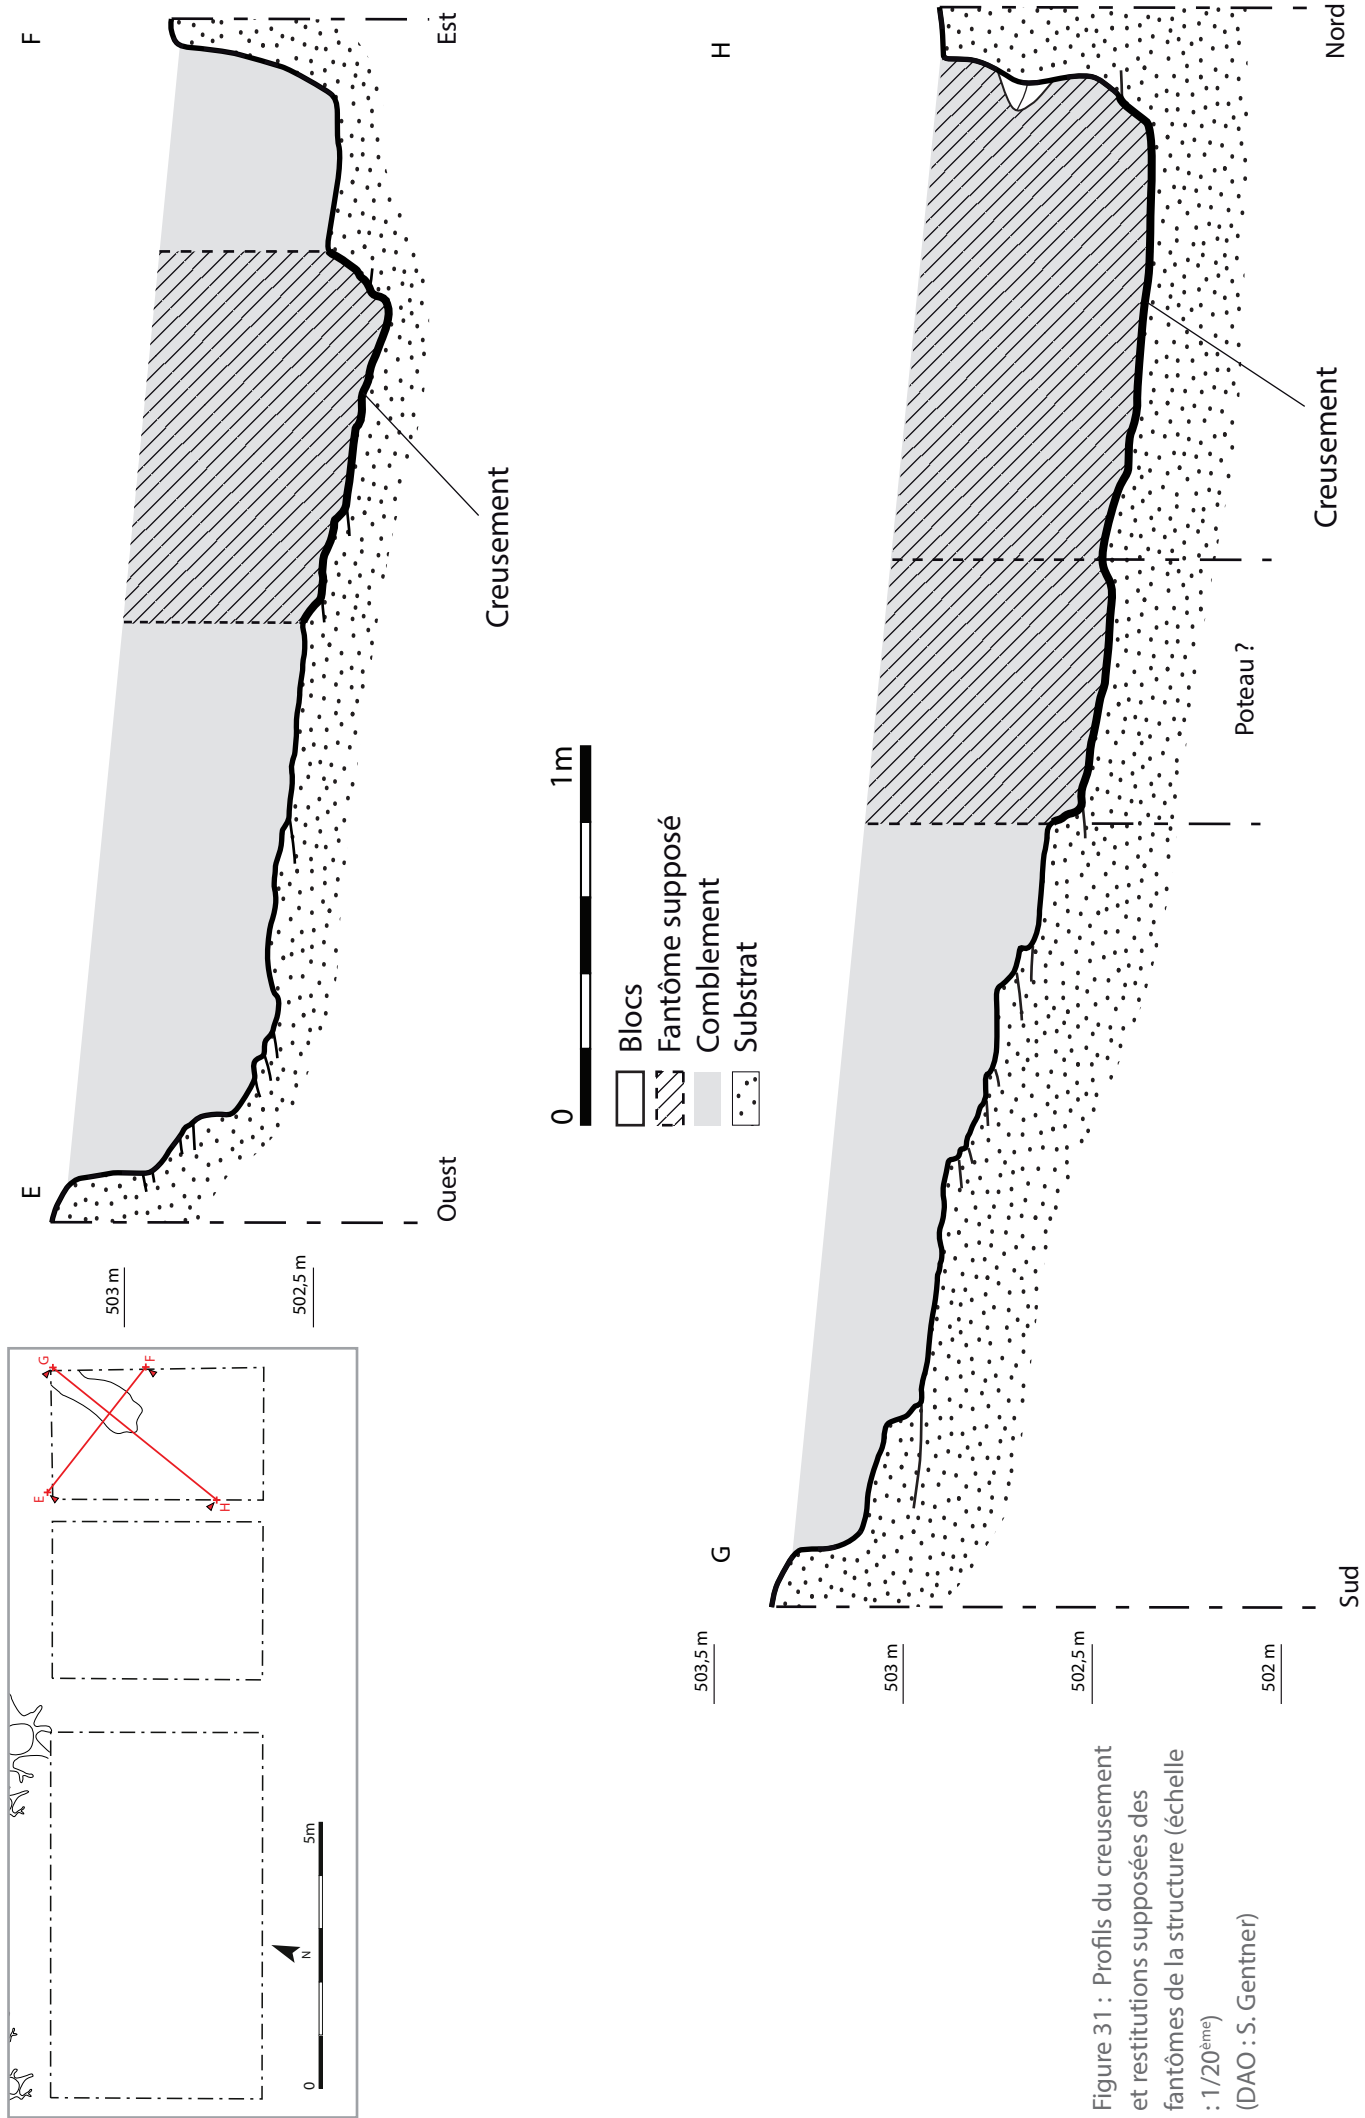 E
F
503 m
502,5 m
Ouest
Est
Creusement
G
F
E
H
N
0
5m
0
1m
Blocs
Fantôme supposé
Comblement
Substrat
G
H
503,5 m
503 m
502,5 m
502 m
Poteau ?
Creusement
Sud
Nord
Figure 31 : Profils du creusement
et restitutions supposées des
fantômes de la structure (échelle
: 1/20ème)
(DAO : S. Gentner)